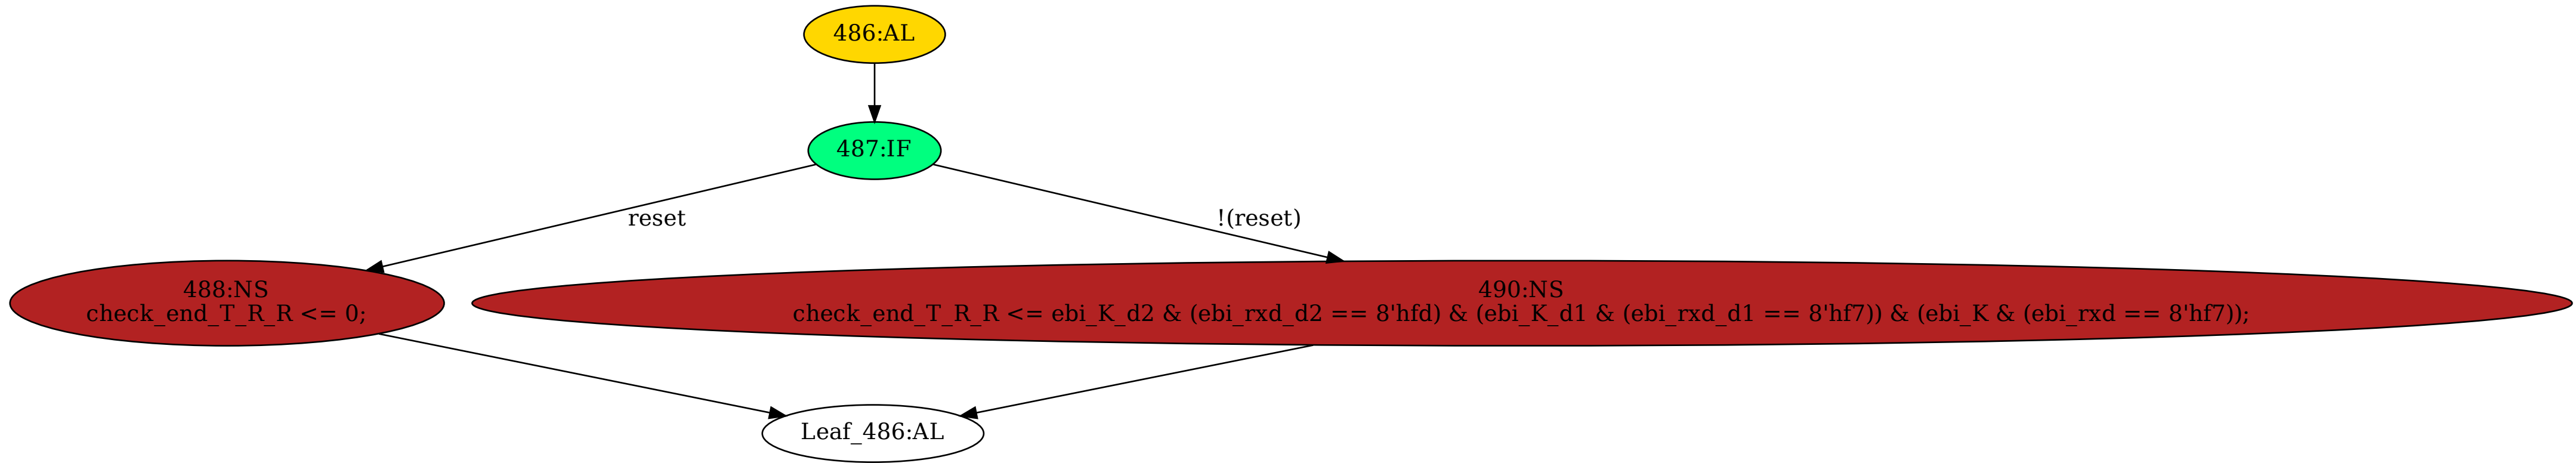 486:AL
487:IF
reset
!(reset)
488:NS
check_end_T_R_R <= 0;
490:NS
check_end_T_R_R <= ebi_K_d2 & (ebi_rxd_d2 == 8'hfd) & (ebi_K_d1 & (ebi_rxd_d1 == 8'hf7)) & (ebi_K & (ebi_rxd == 8'hf7));
Leaf_486:AL